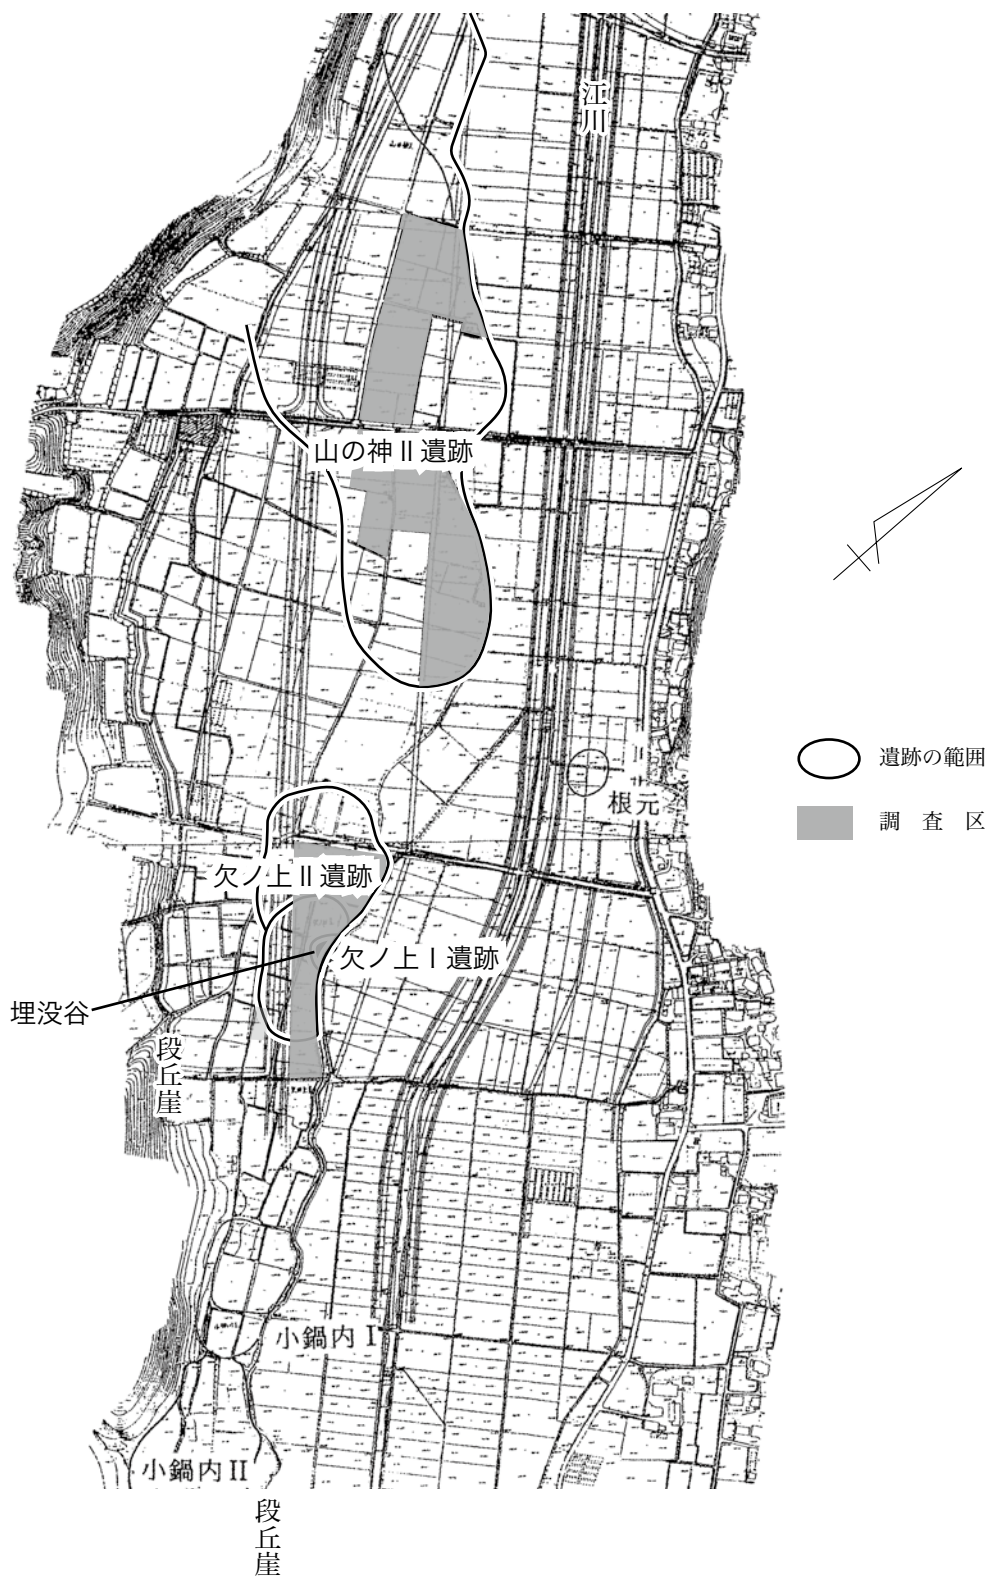 江川
山の神Ⅱ遺跡
遺跡の範囲
調査区
根元
欠ノ上Ⅱ遺跡
欠ノ上Ⅰ遺跡
埋没谷
段丘崖
小鍋内Ⅰ
小鍋内Ⅱ
段丘崖